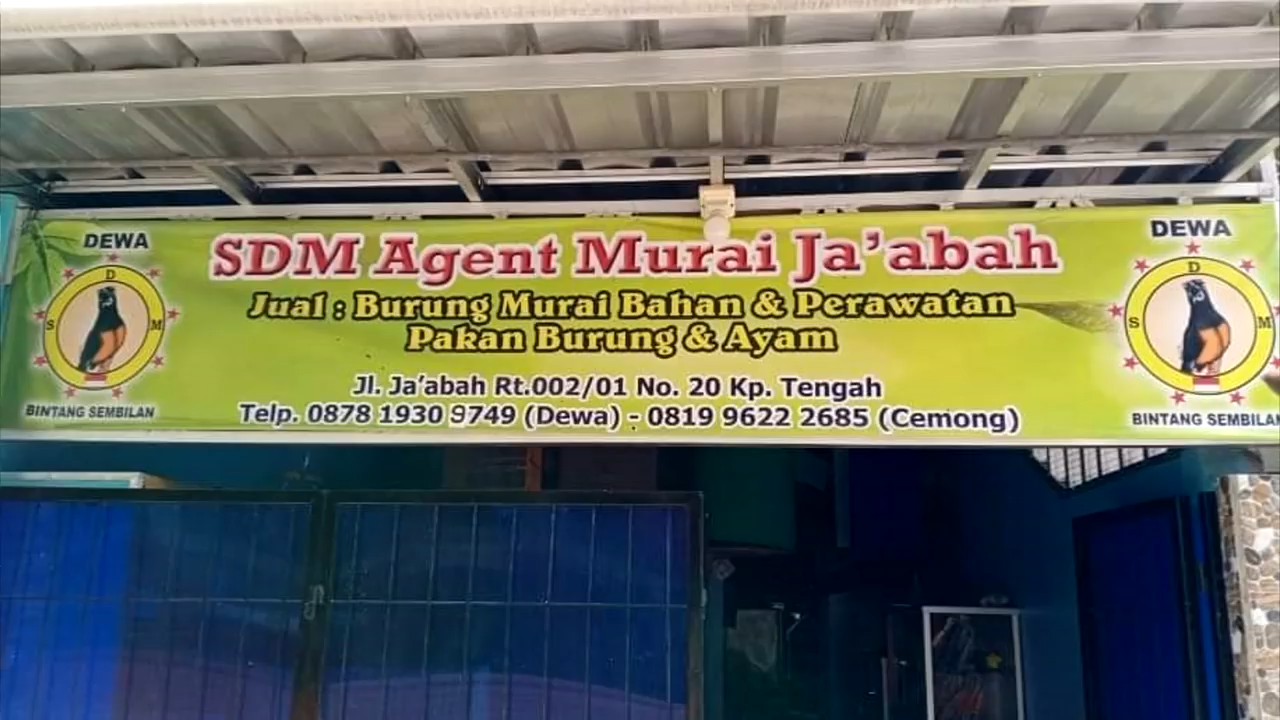 DEWA
S D M
BINTANG SEMBILAN
SDM Agent Murai Ja'abah
Jual : Burung Murai Bahan & Perawatan
Pakan Burung & Ayam
Jl. Ja'abah Rt.002/01 No. 20 Kp. Tengah
Telp. 0878 1930 9749 (Dewa) - 0819 9622 2685 (Cemong)
DEWA
S D M
BINTANG SEMBILAN